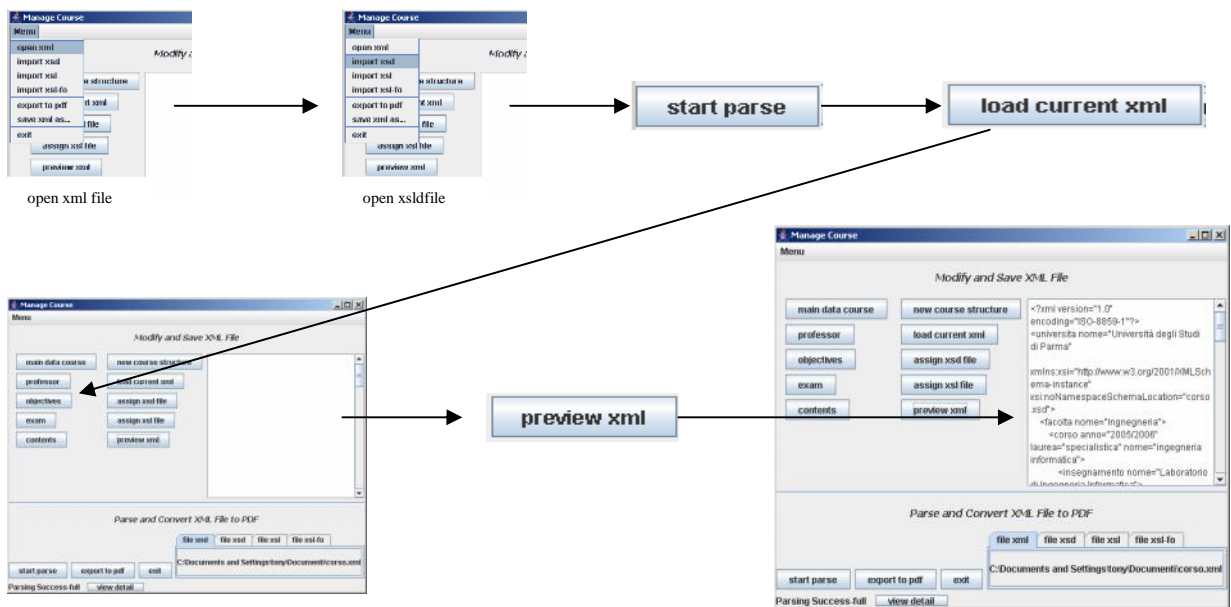 Manage Course
Menu
open xml
import xsd
import xsl
import xsl-fo
export to pdf
save xml as...
exit
Modify a
e structure
nt xml
file
assign xsl file
preview xml
open xml file
Manage Course
Menu
open xml
import xsd
import xsl
import xsl-fo
export to pdf
save xml as...
exit
Modify a
e structure
nt xml
file
assign xsl file
preview xml
open xsldfile
start parse
load current xml
Manage Course
Menu
Modify and Save XML File
main data course
new course structure
professor
load current xml
objectives
assign xsd file
exam
assign xsl file
contents
preview xml
Parse and Convert XML File to PDF
file xml
file xsd
file xsl
file xsl-fo
C:\Documents and Settings\tony\Documenti\corso.xml
start parse
export to pdf
exit
Parsing Success-full
view detail
preview xml
Manage Course
Menu
Modify and Save XML File
main data course
new course structure
professor
load current xml
objectives
assign xsd file
exam
assign xsl file
contents
preview xml
<?xml version="1.0"
encoding="ISO-8859-1"?>
<universita nome="Università degli Studi
di Parma"
xmlns:xsi="http://www.w3.org/2001/XMLSch
ema-instance"
xsi:noNamespaceSchemaLocation="corso
.xsd">
<facolta nome="Ingnegneria">
<corso anno="2005/2006"
laurea="specialistica" nome="ingegneria
informatica">
<insegnamento nome="Laboratorio
di Ingegneria Informatica">
Parse and Convert XML File to PDF
file xml
file xsd
file xsl
file xsl-fo
C:\Documents and Settings\tony\Documenti\corso.xml
start parse
export to pdf
exit
Parsing Success-full
view detail